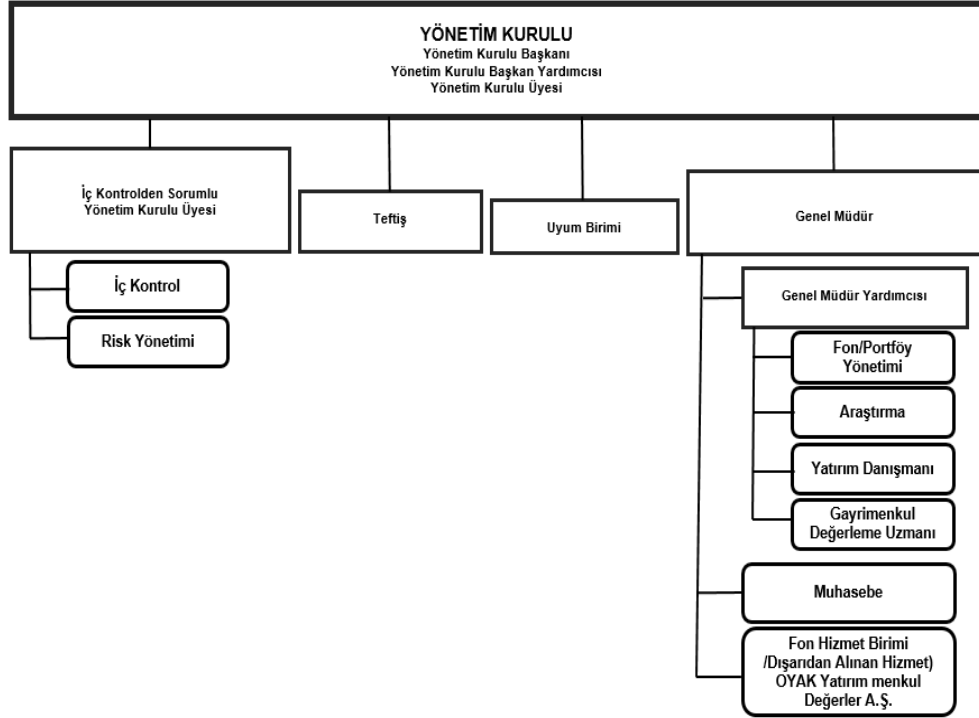 YÖNETİM KURULU
Yönetim Kurulu Başkanı
Yönetim Kurulu Başkan Yardımcısı
Yönetim Kurulu Üyesi
İç Kontrolden Sorumlu
Yönetim Kurulu Üyesi
Teftiş
Uyum Birimi
Genel Müdür
İç Kontrol
Risk Yönetimi
Genel Müdür Yardımcısı
Fon/Portföy
Yönetimi
Araştırma
Yatırım Danışmanı
Gayrimenkul
Değerleme Uzmanı
Muhasebe
Fon Hizmet Birimi
/Dışarıdan Alınan Hizmet)
OYAK Yatırım menkul
Değerler A.Ş.